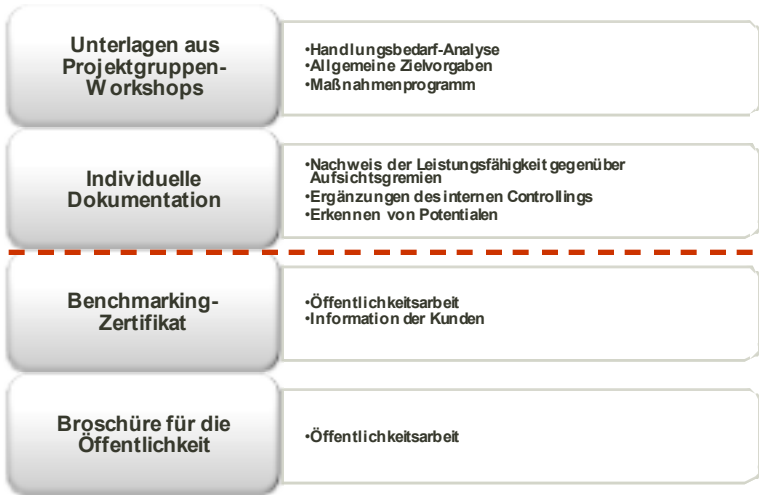 Unterlagen aus
Projektgruppen-
Workshops
•Handlungsbedarf-Analyse
•Allgemeine Zielvorgaben
•Maßnahmenprogramm
Individuelle
Dokumentation
•Nachweis der Leistungsfähigkeit gegenüber
Aufsichtsgremien
•Ergänzungen des internen Controllings
•Erkennen von Potentialen
Benchmarking-
Zertifikat
•Öffentlichkeitsarbeit
•Information der Kunden
Broschüre für die
Öffentlichkeit
•Öffentlichkeitsarbeit